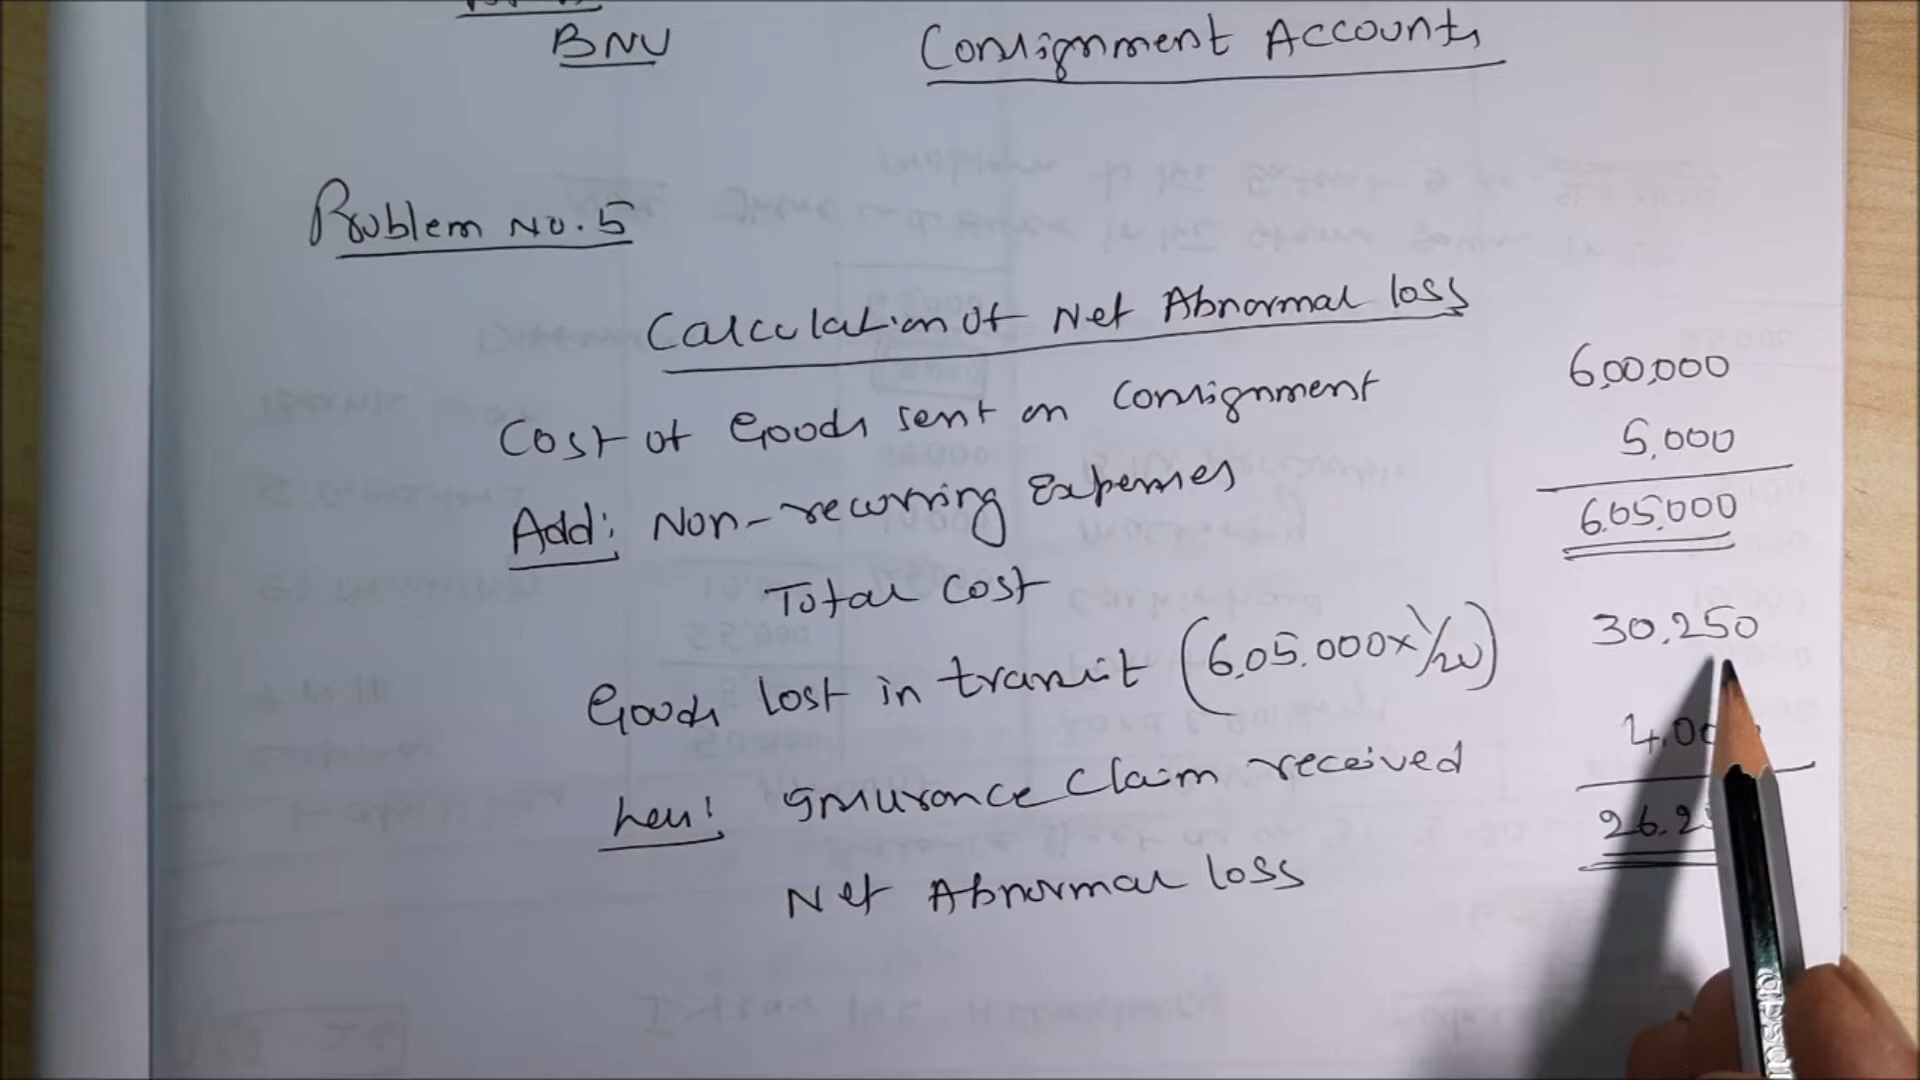 BNU
Consignment Accounts
Problem No. 5
Calculation of Net Abnormal loss
Cost of Goods sent on Consignment 6,00,000
Add: Non-recurring Expenses 5,000
Total Cost 6,05,000
Goods lost in transit (6,05,000x1/20) 30,250
Less: Insurance Claim received
Net Abnormal loss